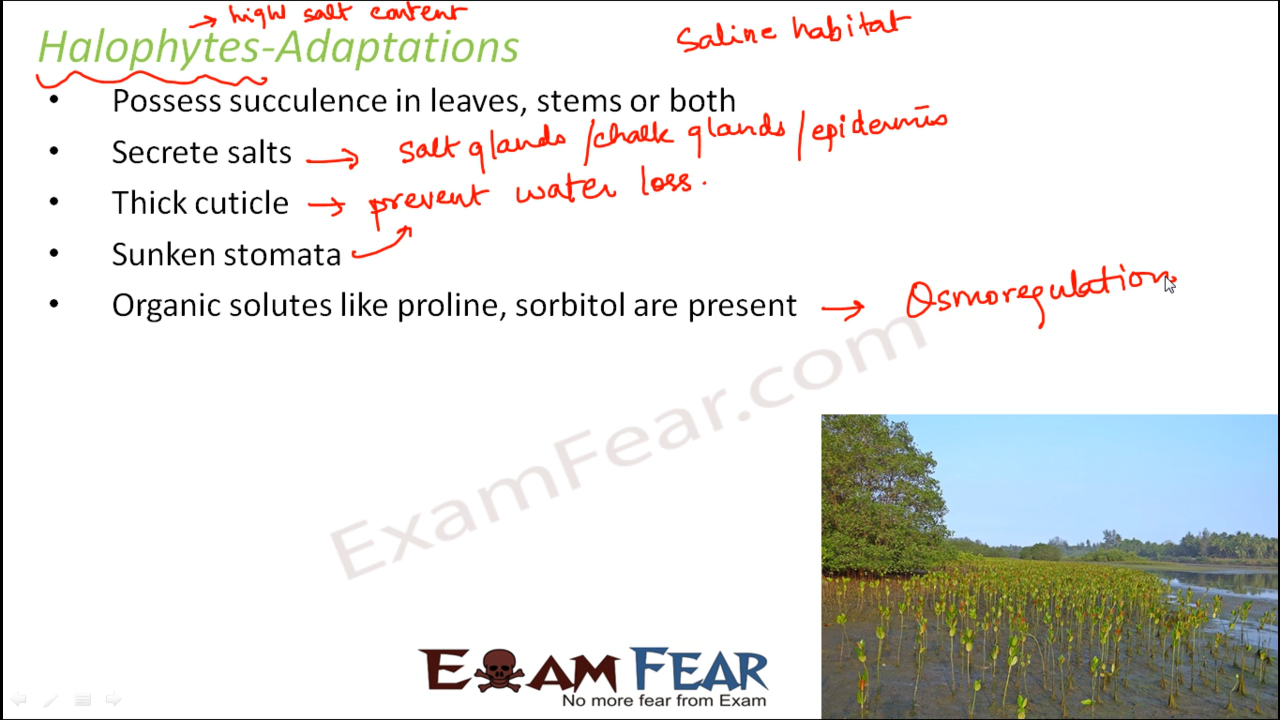 → high salt content
Saline habitat
Halophytes-Adaptations
• Possess succulence in leaves, stems or both
• Secrete salts → salt glands /chalk glands /epidermis
• Thick cuticle → prevent water loss.
• Sunken stomata
• Organic solutes like proline, sorbitol are present → Osmoregulation
ExamFear.com
EXAM FEAR
No more fear from Exam